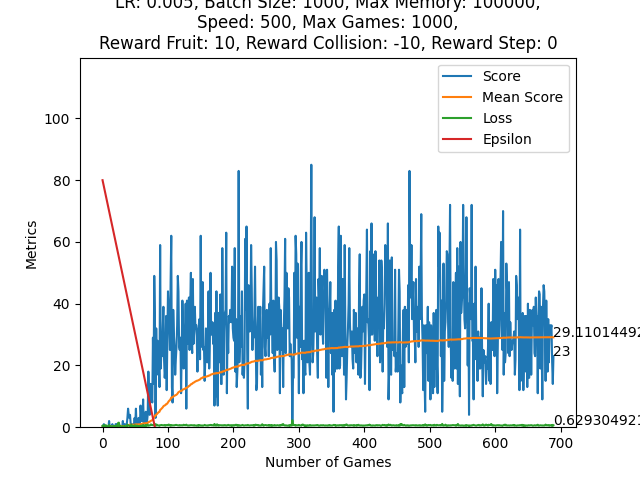 LR: 0.005, Batch Size: 1000, Max Memory: 100000,
Speed: 500, Max Games: 1000,
Reward Fruit: 10, Reward Collision: -10, Reward Step: 0
Score
Mean Score
Loss
Epsilon
100
80
60
40
20
0
Metrics
29.11014492
23
0.629304921
0 100 200 300 400 500 600 700
Number of Games